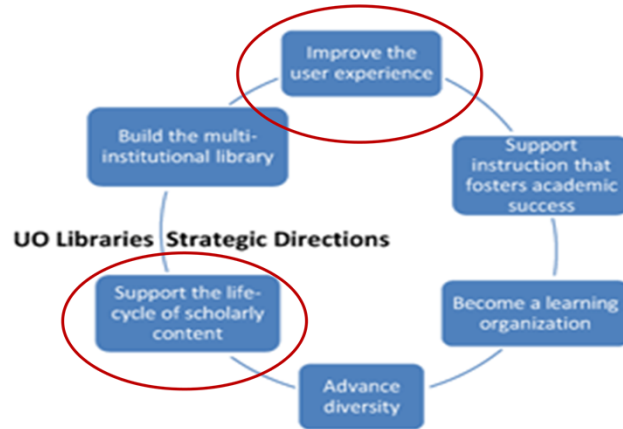 Improve the
user experience
Build the multi-
institutional library
Support
instruction that
fosters academic
success
UO Libraries Strategic Directions
Support the life-
cycle of scholarly
content
Become a learning
organization
Advance
diversity